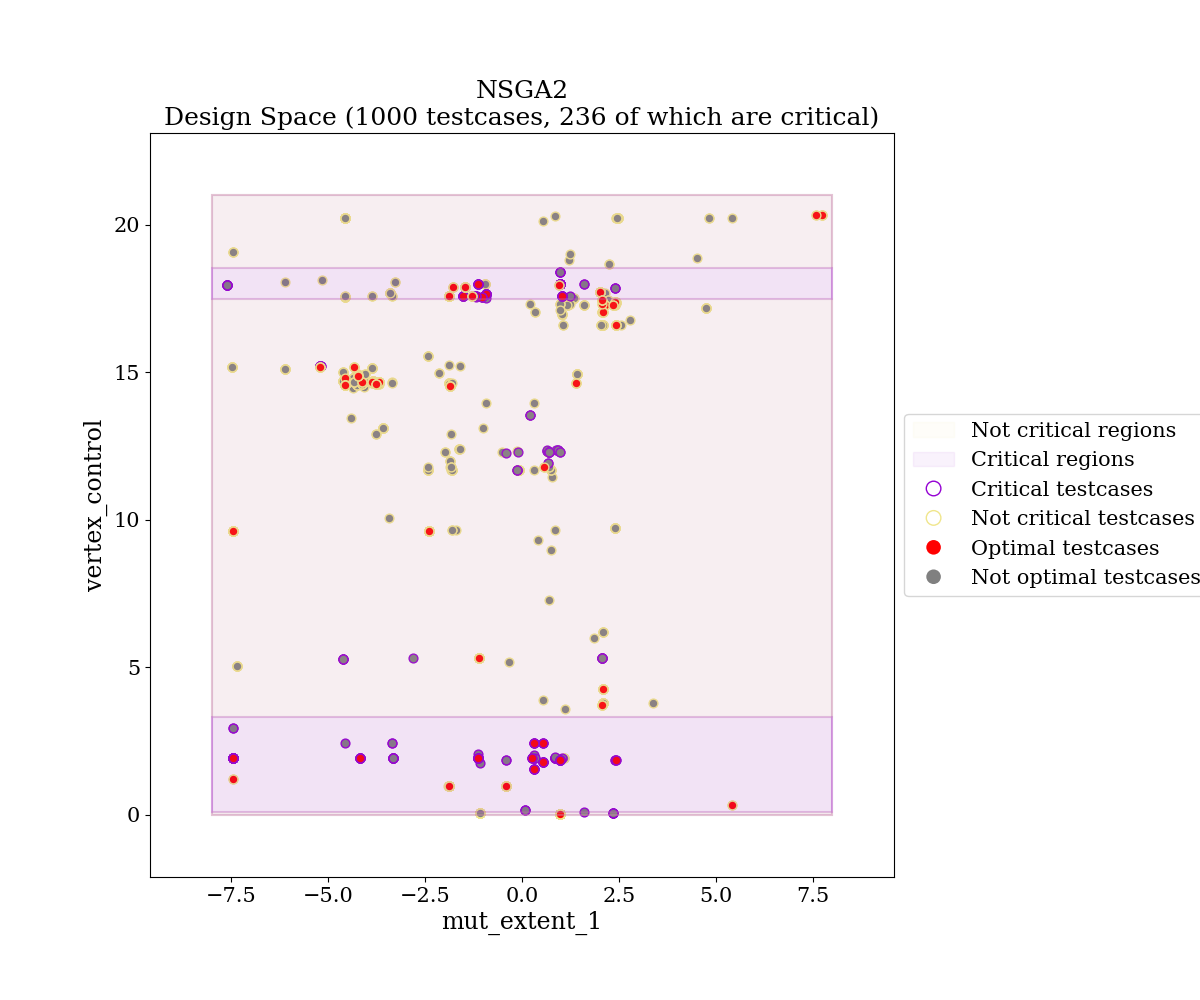 NSGA2
Design Space (1000 testcases, 236 of which are critical)
20
15
10
5
0
vertex_control
−7.5
−5.0
−2.5
0.0
2.5
5.0
7.5
mut_extent_1
Not critical regions
Critical regions
Critical testcases
Not critical testcases
Optimal testcases
Not optimal testcases